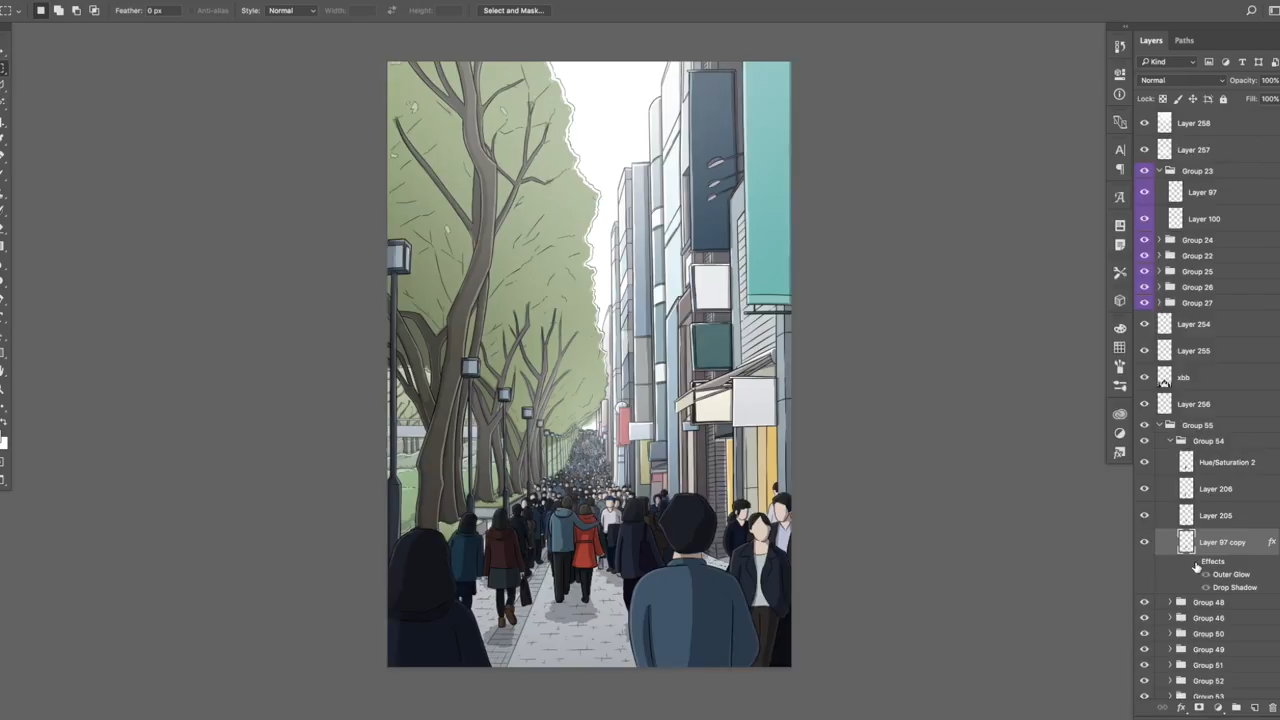 Feather: 0 px Anti-alias Style: Normal Width: Height: Select and Mask...
Layers Paths
Kind
Normal Opacity: 100%
Lock: Fill: 100%
Layer 258
Layer 257
Group 23
Layer 97
Layer 100
Group 24
Group 22
Group 25
Group 26
Group 27
Layer 254
Layer 255
xbb
Layer 256
Group 55
Group 54
Hue/Saturation 2
Layer 206
Layer 205
Layer 97 copy fx
Effects
Outer Glow
Drop Shadow
Group 48
Group 46
Group 50
Group 49
Group 51
Group 52
Group 53
fx